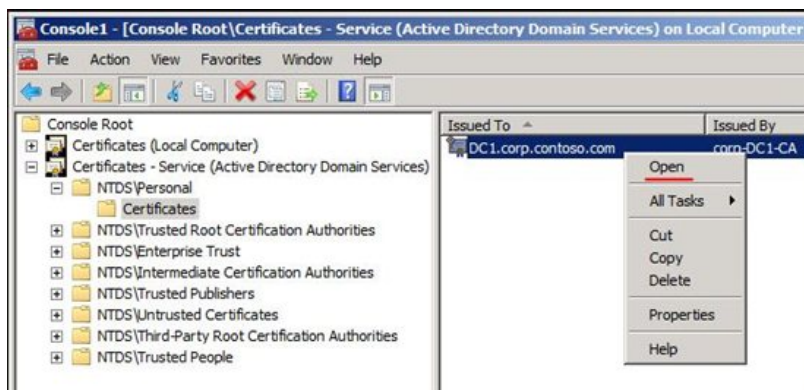 Console1 - [Console Root\Certificates - Service (Active Directory Domain Services) on Local Computer
File Action View Favorites Window Help
Console Root
Certificates (Local Computer)
Certificates - Service (Active Directory Domain Services)
NTDS\Personal
Certificates
NTDS\Trusted Root Certification Authorities
NTDS\Enterprise Trust
NTDS\Intermediate Certification Authorities
NTDS\Trusted Publishers
NTDS\Untrusted Certificates
NTDS\Third-Party Root Certification Authorities
NTDS\Trusted People
Issued To Issued By
DC1.corp.contoso.com corp-DC1-CA
Open
All Tasks
Cut
Copy
Delete
Properties
Help